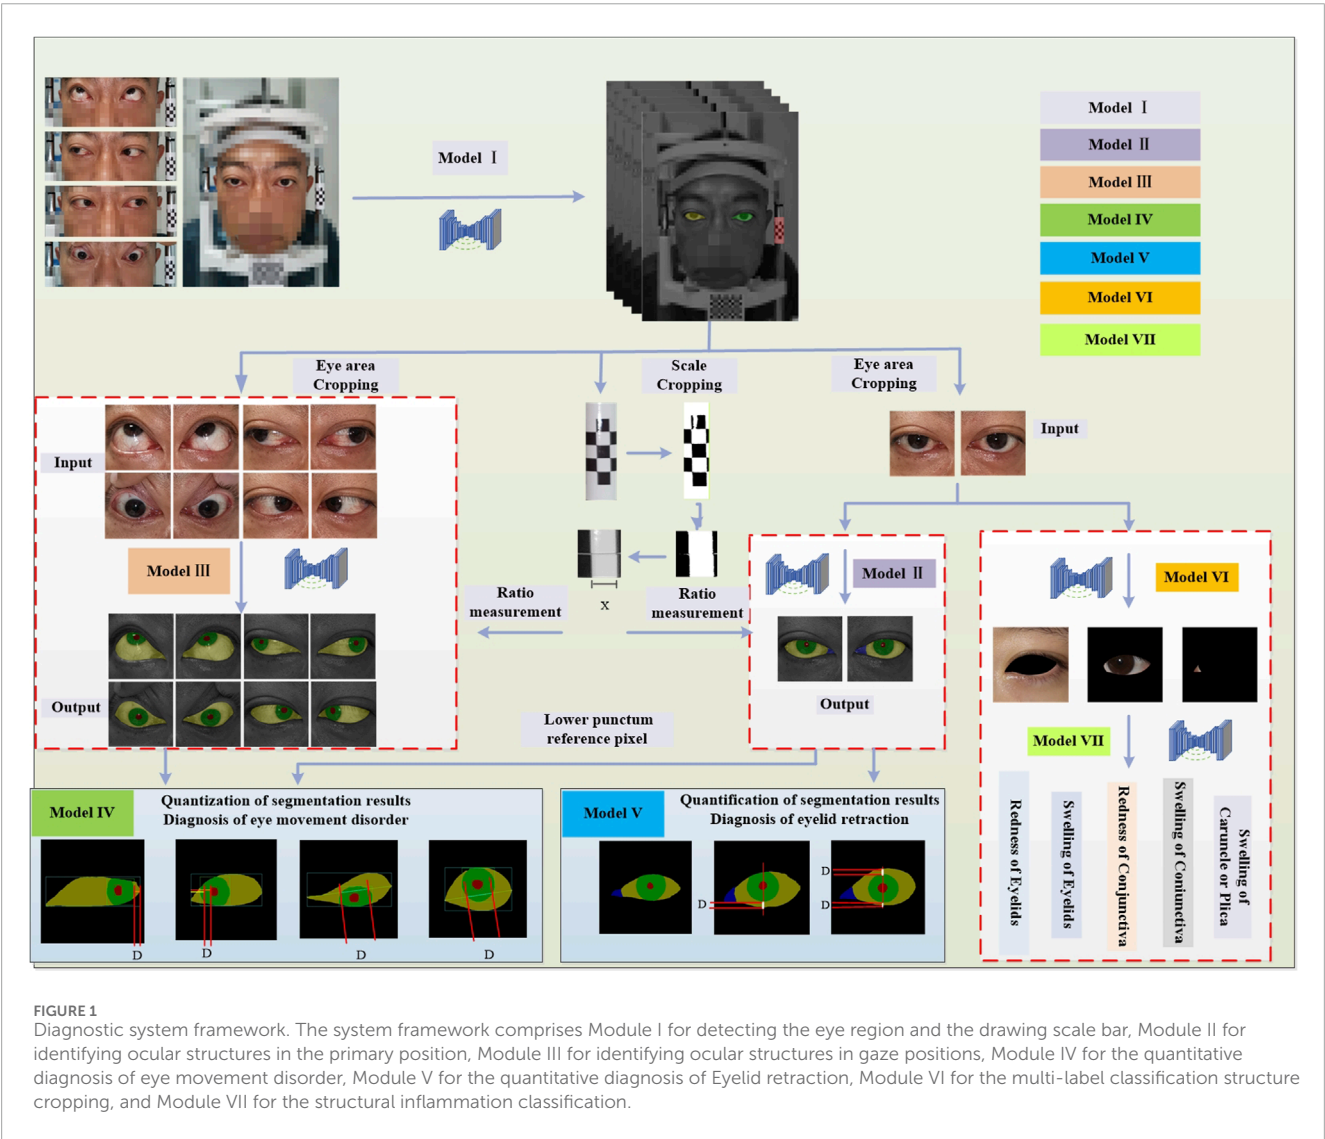 Model Ⅰ
Model Ⅰ
Model Ⅱ
Model Ⅲ
Model Ⅳ
Model Ⅴ
Model Ⅵ
Model Ⅶ
Eye area
Cropping
Scale
Cropping
Eye area
Cropping
Input
Input
Model Ⅲ
x
Ratio
measurement
Ratio
measurement
Model Ⅱ
Model Ⅵ
Output
Output
Lower punctum
reference pixel
Model Ⅶ
Model Ⅳ
Quantization of segmentation results
Diagnosis of eye movement disorder
D
D
D
D
Model Ⅴ
Quantification of segmentation results
Diagnosis of eyelid retraction
D
D
D
Redness of Eyelids
Swelling of Eyelids
Redness of Conjunctiva
Swelling of Conjunctiva
Swelling of
Caruncle or Plica
FIGURE 1
Diagnostic system framework. The system framework comprises Module I for detecting the eye region and the drawing scale bar, Module II for
identifying ocular structures in the primary position, Module III for identifying ocular structures in gaze positions, Module IV for the quantitative
diagnosis of eye movement disorder, Module V for the quantitative diagnosis of Eyelid retraction, Module VI for the multi-label classification structure
cropping, and Module VII for the structural inflammation classification.